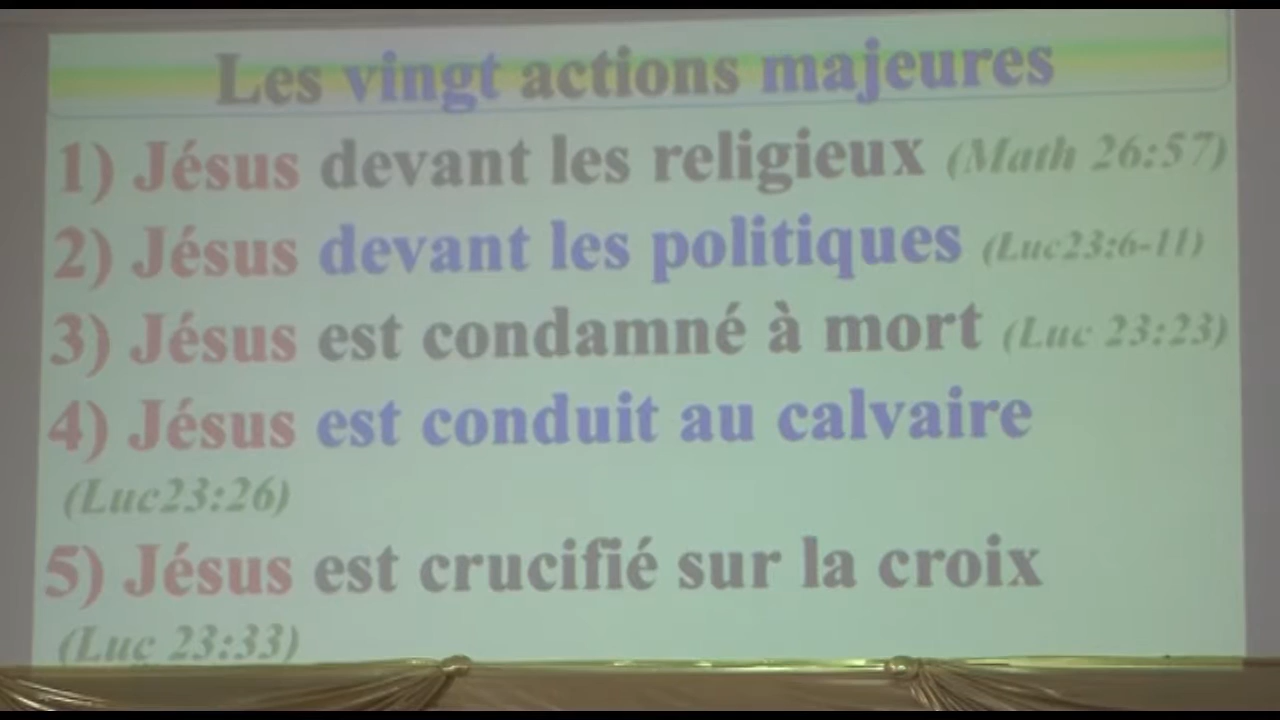 Les vingt actions majeures
1) Jésus devant les religieux (Math 26:57)
2) Jésus devant les politiques (Luc23:6-11)
3) Jésus est condamné à mort (Luc 23:23)
4) Jésus est conduit au calvaire
(Luc23:26)
5) Jésus est crucifié sur la croix
(Luc 23:33)